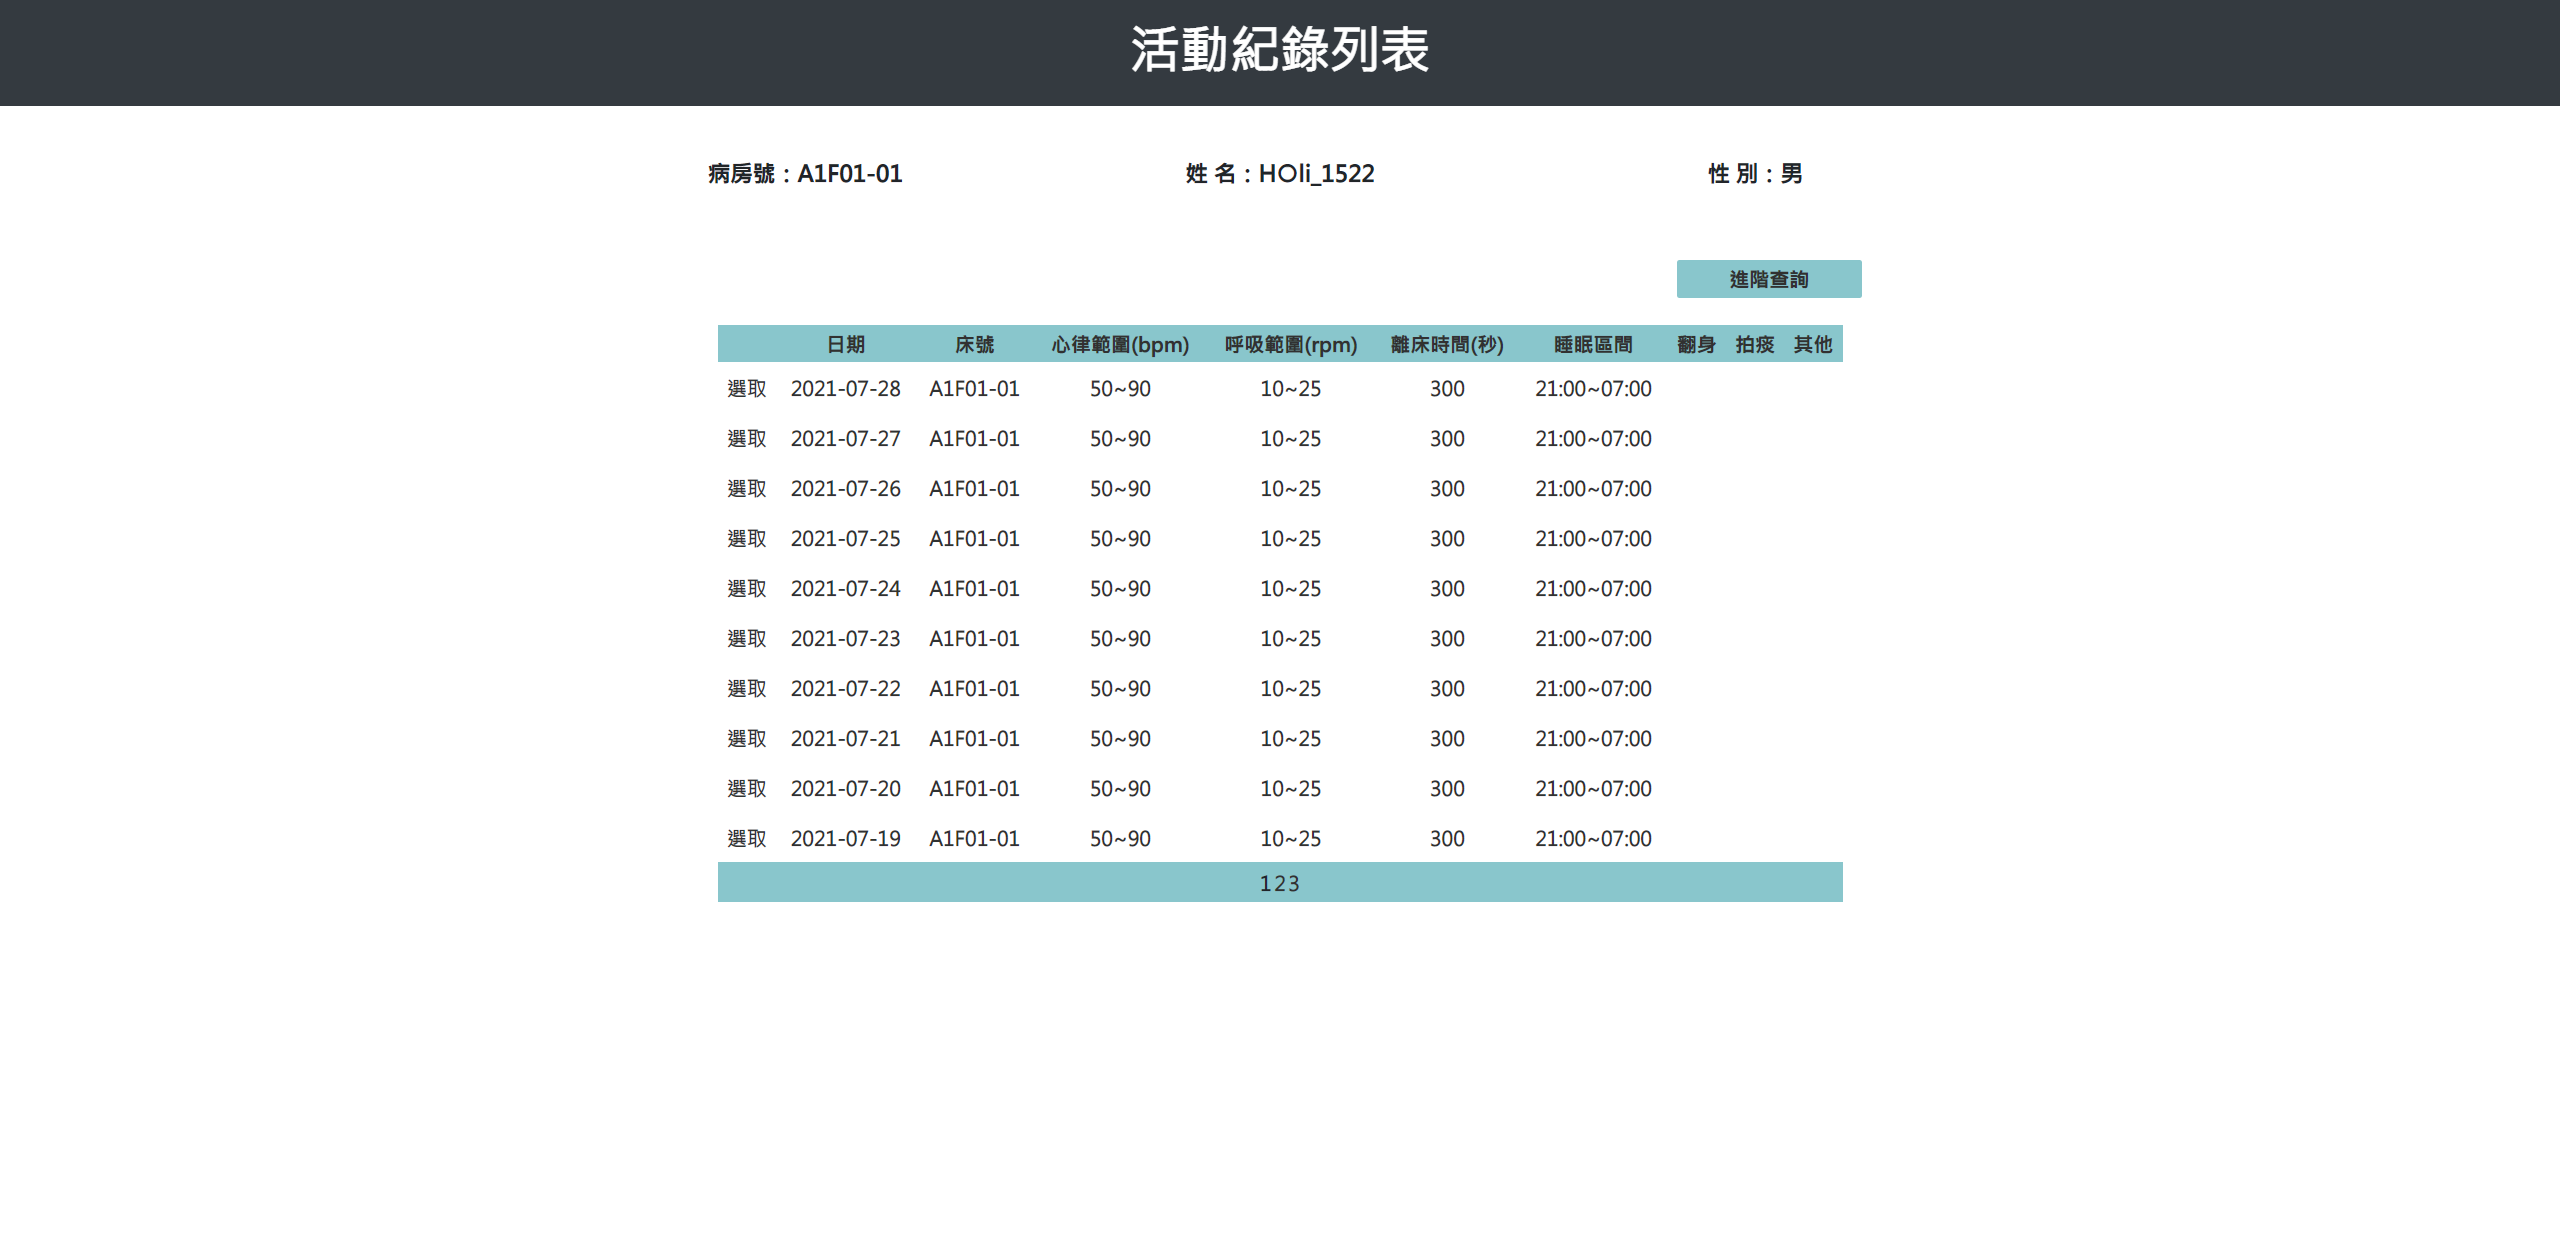 活動紀錄列表
病房號：A1F01-01 姓 名：H〇li_1522 性 別：男
進階查詢
日期 床號 心律範圍(bpm) 呼吸範圍(rpm) 離床時間(秒) 睡眠區間 翻身 拍痰 其他
選取 2021-07-28 A1F01-01 50~90 10~25 300 21:00~07:00
選取 2021-07-27 A1F01-01 50~90 10~25 300 21:00~07:00
選取 2021-07-26 A1F01-01 50~90 10~25 300 21:00~07:00
選取 2021-07-25 A1F01-01 50~90 10~25 300 21:00~07:00
選取 2021-07-24 A1F01-01 50~90 10~25 300 21:00~07:00
選取 2021-07-23 A1F01-01 50~90 10~25 300 21:00~07:00
選取 2021-07-22 A1F01-01 50~90 10~25 300 21:00~07:00
選取 2021-07-21 A1F01-01 50~90 10~25 300 21:00~07:00
選取 2021-07-20 A1F01-01 50~90 10~25 300 21:00~07:00
選取 2021-07-19 A1F01-01 50~90 10~25 300 21:00~07:00
1 2 3